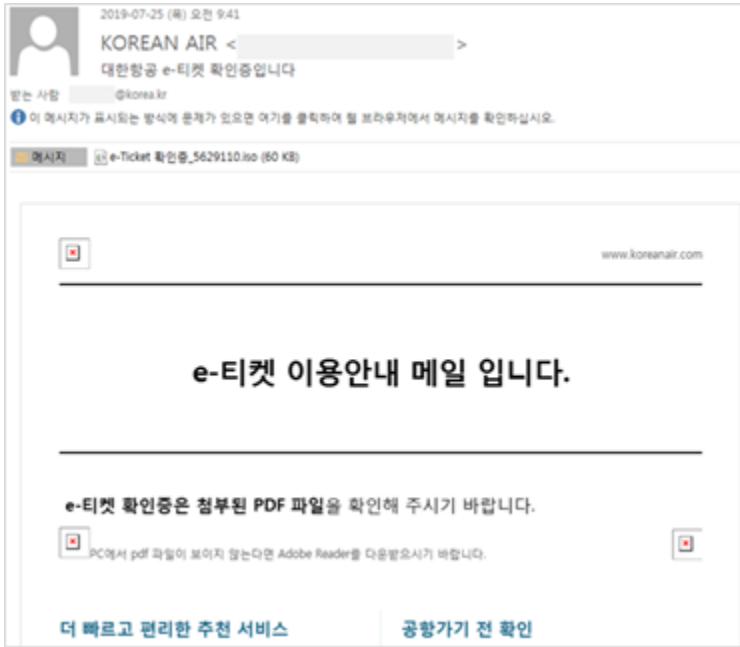 2019-07-25 (목) 오전 9:41
KOREAN AIR < >
대한항공 e-티켓 확인증입니다
받는 사람 @korea.kr
이 메시지가 표시되는 방식에 문제가 있으면 여기를 클릭하여 웹 브라우저에서 메시지를 확인하십시오.
메시지 e-Ticket 확인증_5629110.iso (60 KB)
www.koreanair.com
e-티켓 이용안내 메일 입니다.
e-티켓 확인증은 첨부된 PDF 파일을 확인해 주시기 바랍니다.
PC에서 pdf 파일이 보이지 않는다면 Adobe Reader를 다운받으시기 바랍니다.
더 빠르고 편리한 추천 서비스
공항가기 전 확인